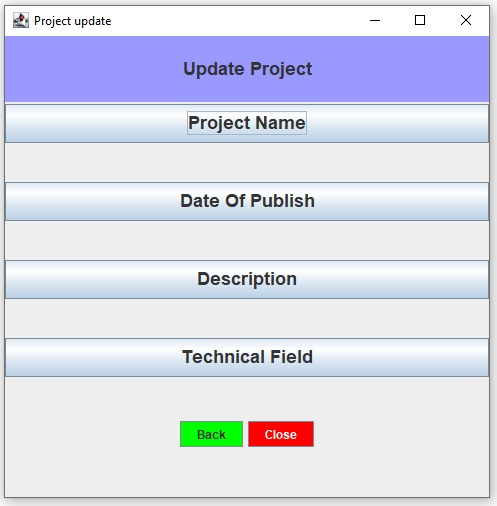 Project update
Update Project
Project Name
Date Of Publish
Description
Technical Field
Back Close